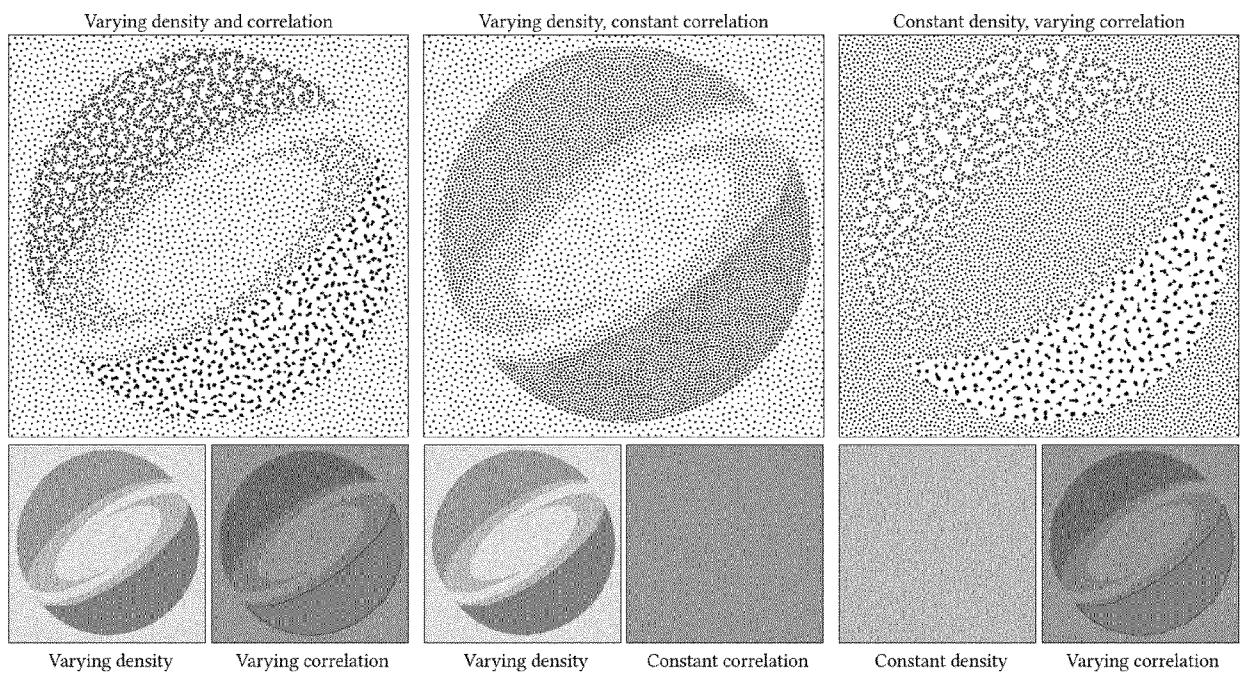 Varying density and correlation
Varying density, constant correlation
Constant density, varying correlation
Varying density
Varying correlation
Varying density
Constant correlation
Constant density
Varying correlation